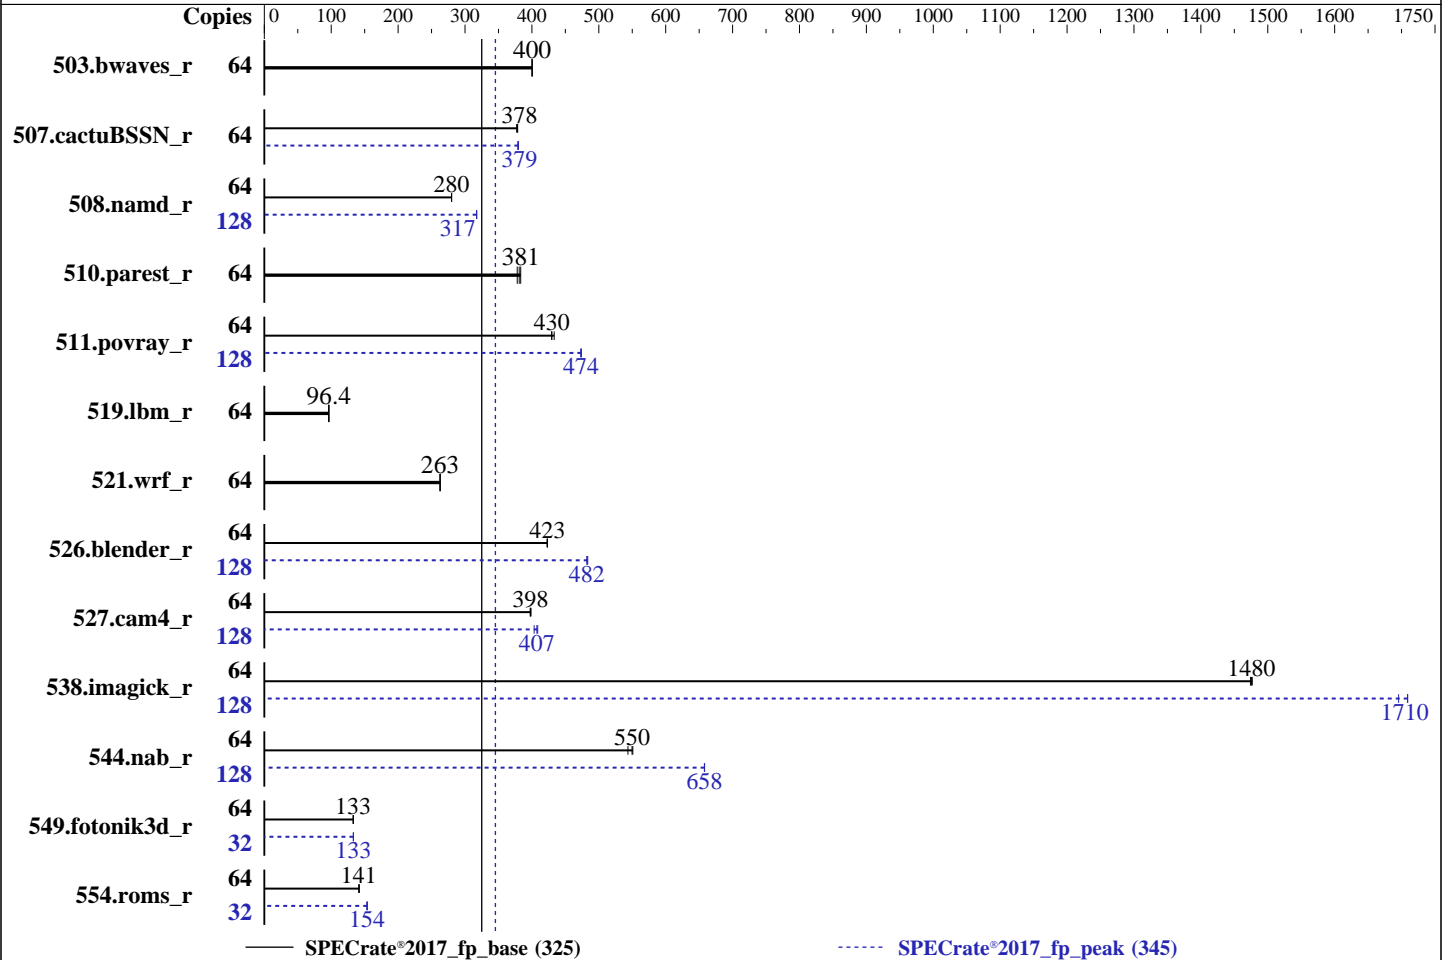 Copies 0 100 200 300 400 500 600 700 800 900 1000 1100 1200 1300 1400 1500 1600 1750
503.bwaves_r 64 400
507.cactuBSSN_r 64 378
379
508.namd_r 64 280
128 317
510.parest_r 64 381
511.povray_r 64 430
128 474
519.lbm_r 64 96.4
521.wrf_r 64 263
526.blender_r 64 423
128 482
527.cam4_r 64 398
128 407
538.imagick_r 64 1480
128 1710
544.nab_r 64 550
128 658
549.fotonik3d_r 64 133
32 133
554.roms_r 64 141
32 154
SPECrate®2017_fp_base (325) SPECrate®2017_fp_peak (345)